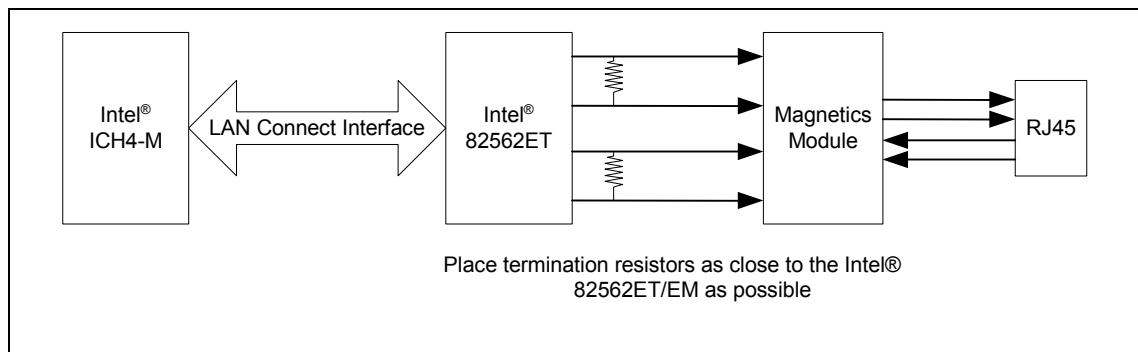 Intel®
ICH4-M
LAN Connect Interface
Intel®
82562ET
Magnetics
Module
RJ45
Place termination resistors as close to the Intel®
82562ET/EM as possible